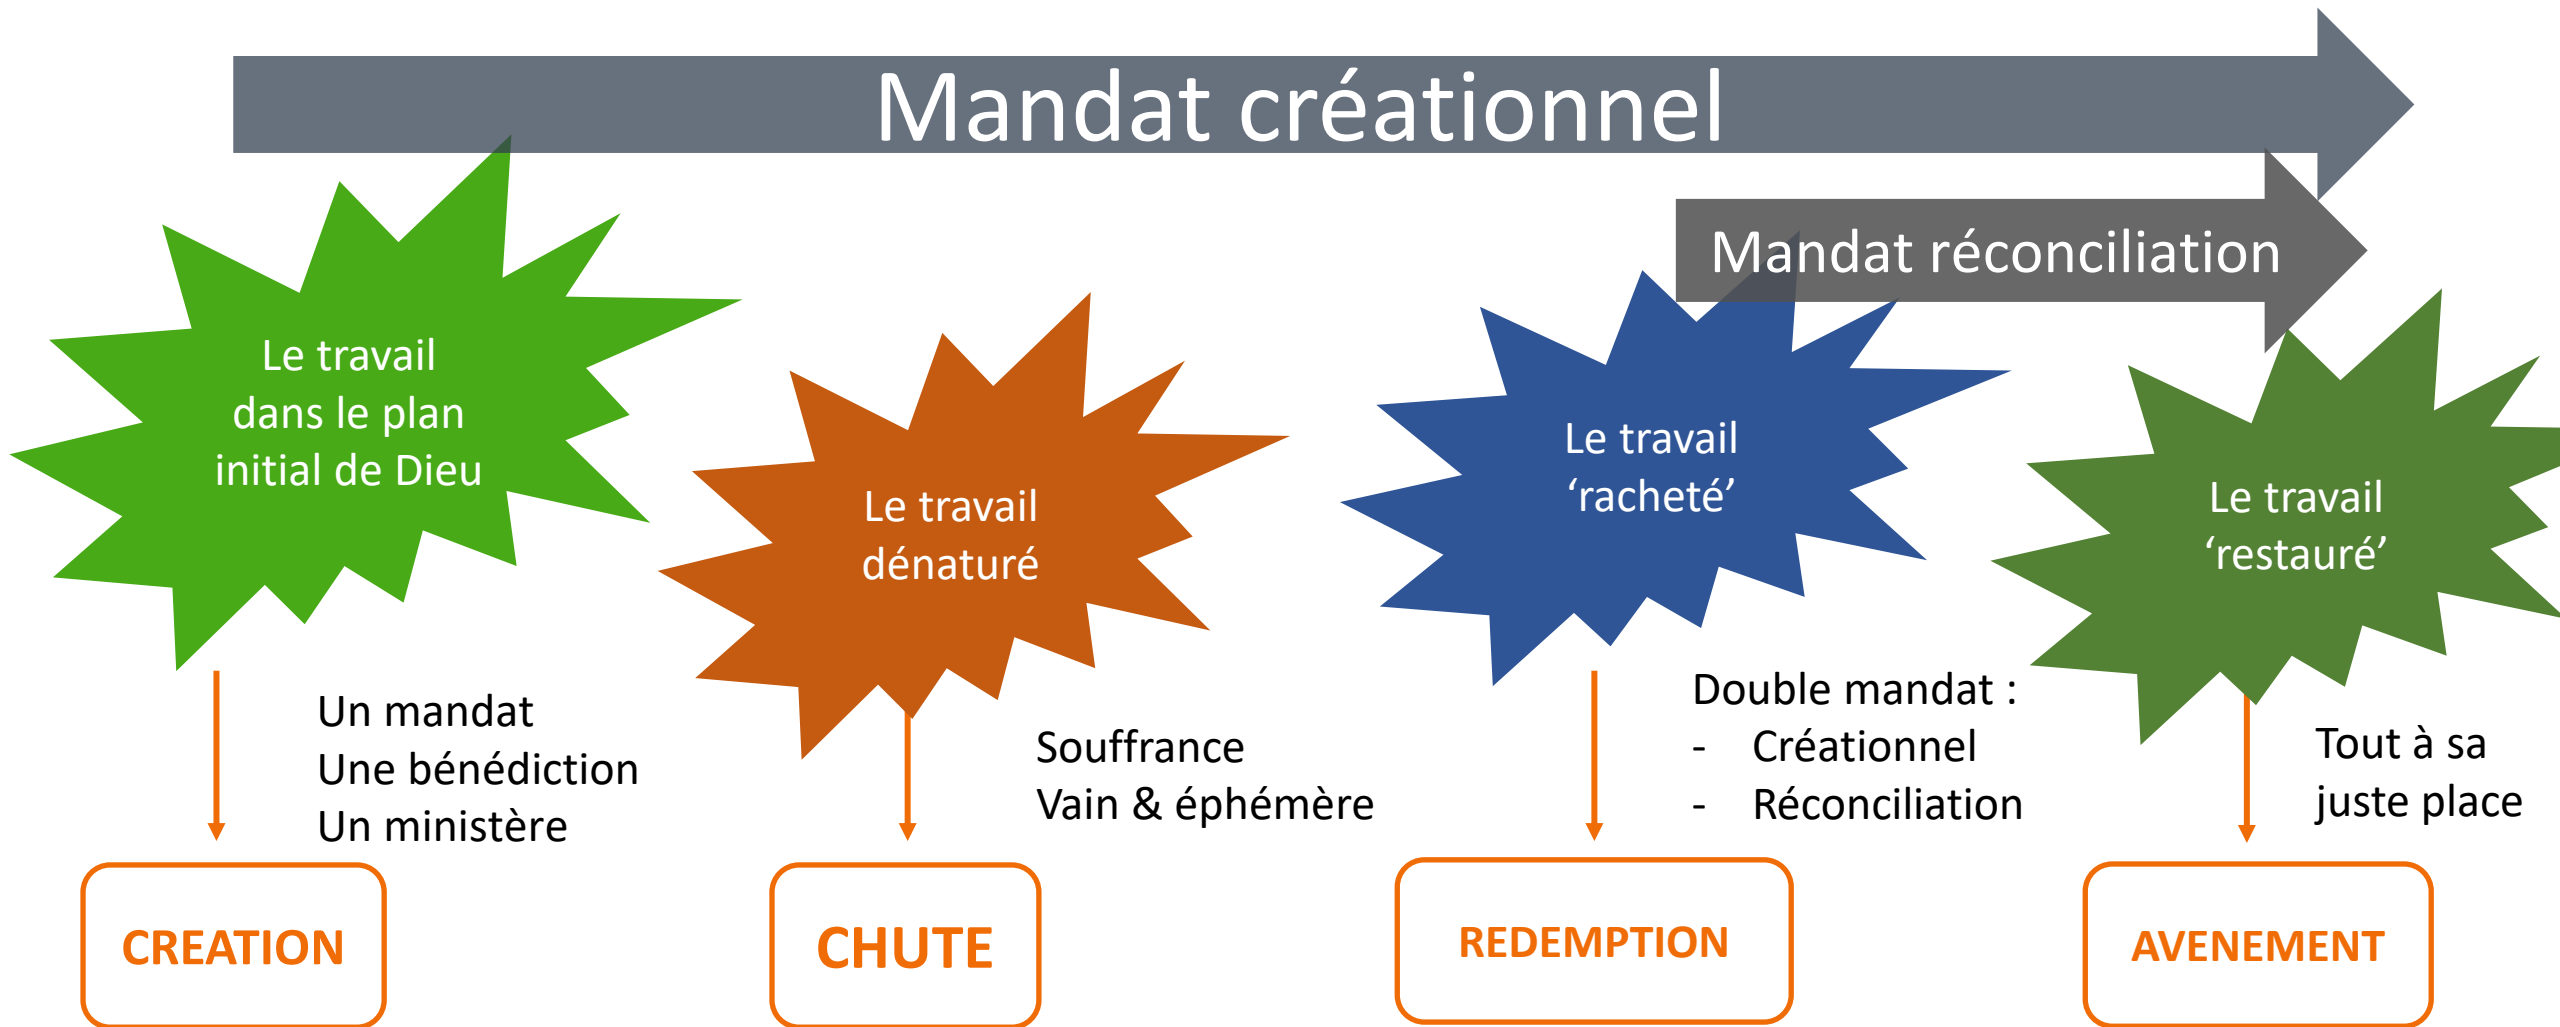 Mandat créationnel
Mandat réconciliation
Le travail
dans le plan
initial de Dieu
Le travail
dénaturé
Le travail
‘racheté’
Le travail
‘restauré’
Un mandat
Une bénédiction
Un ministère
Souffrance
Vain & éphémère
Double mandat :
- Créationnel
- Réconciliation
Tout à sa
juste place
CREATION
CHUTE
REDEMPTION
AVENEMENT